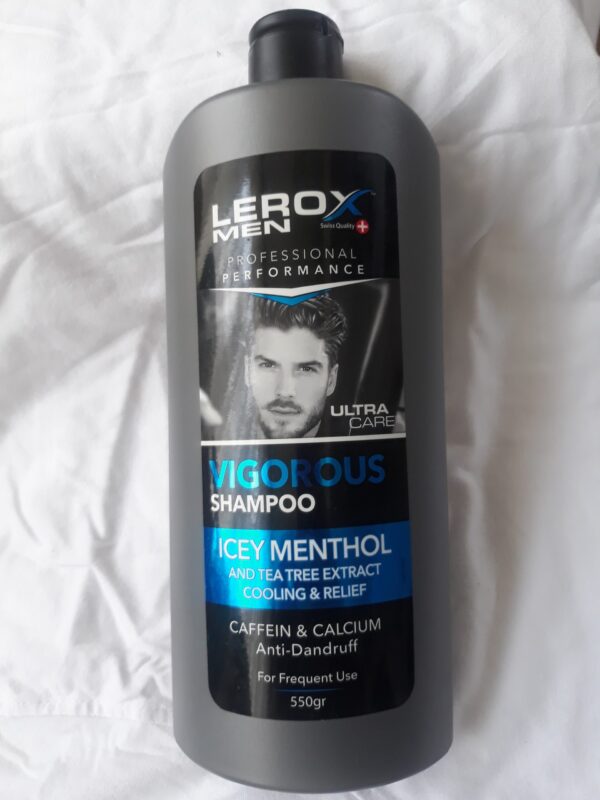 LEROX™
MEN
Swiss Quality
PROFESSIONAL
PERFORMANCE
ULTRA
CARE
VIGOROUS
SHAMPOO
ICEY MENTHOL
AND TEA TREE EXTRACT
COOLING & RELIEF
CAFFEIN & CALCIUM
Anti-Dandruff
For Frequent Use
550gr